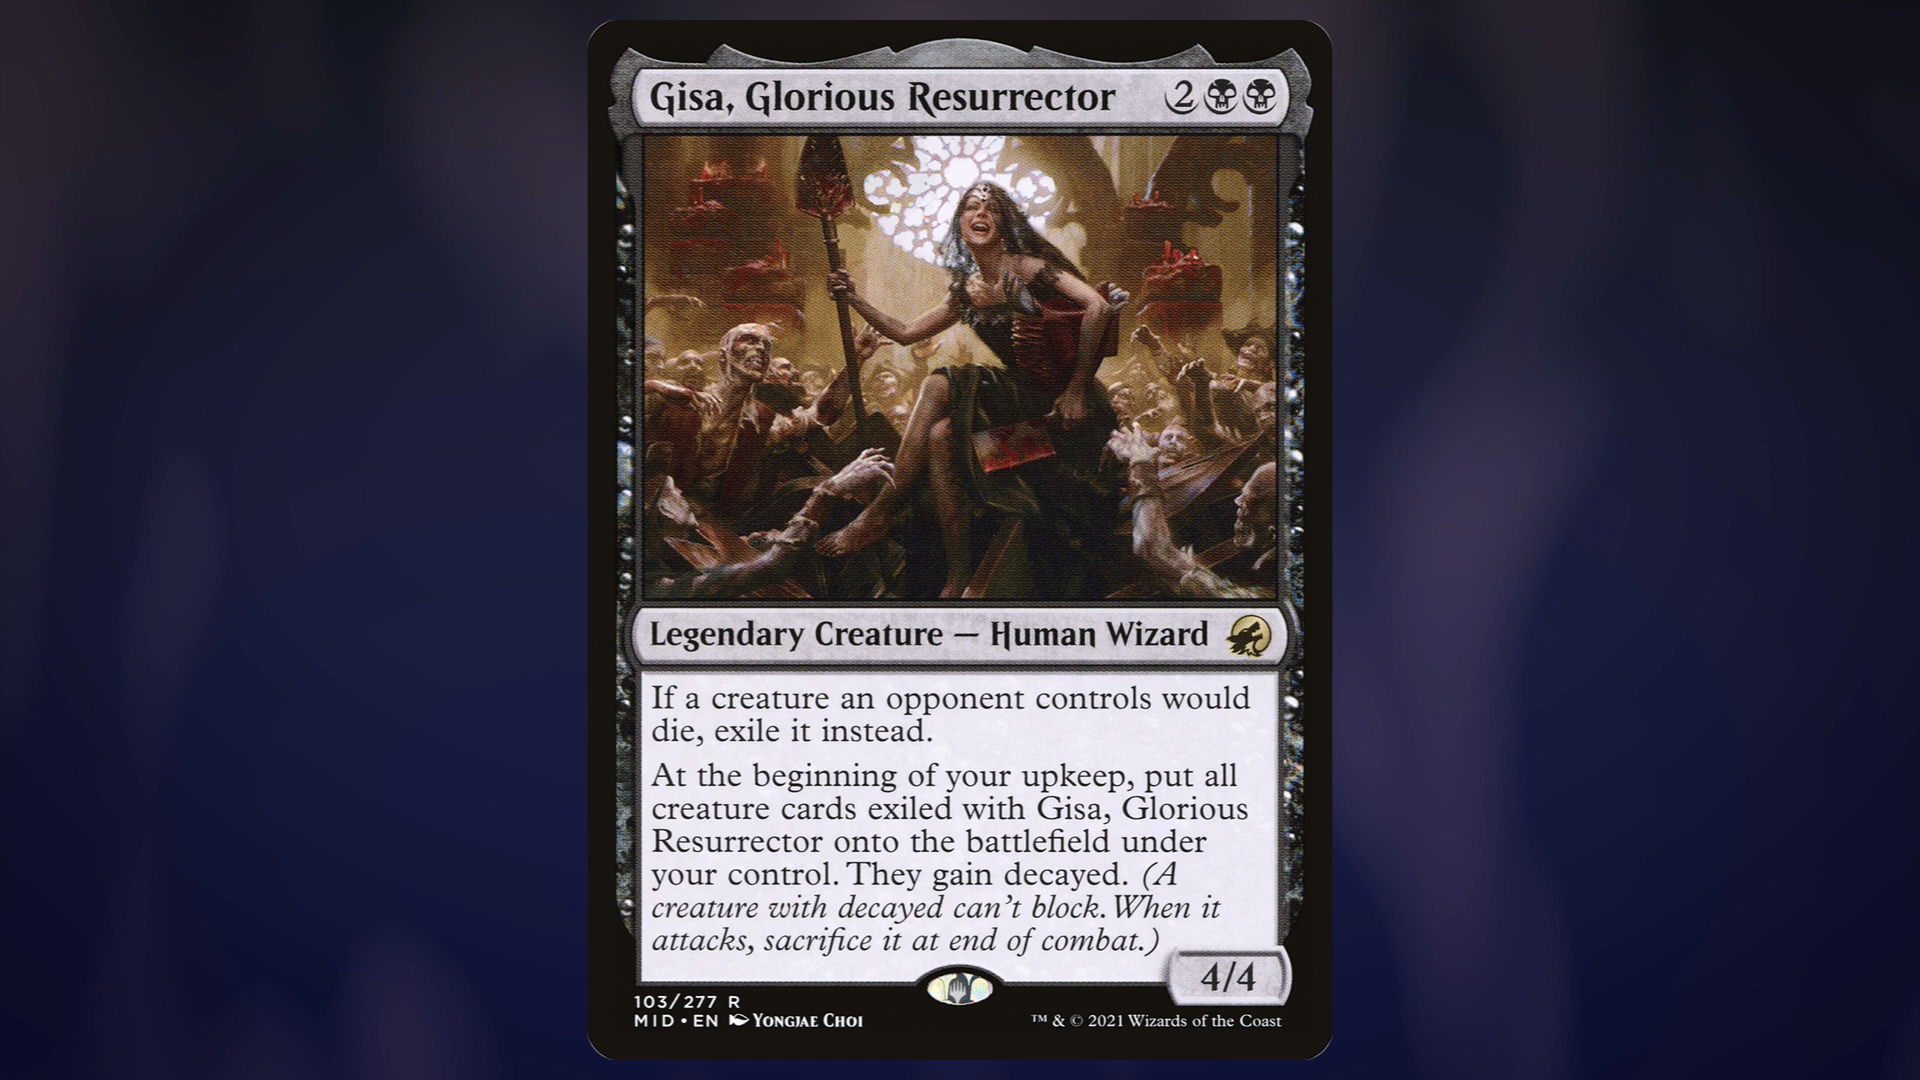 Gisa, Glorious Resurrector 2
Legendary Creature — Human Wizard
If a creature an opponent controls would
die, exile it instead.
At the beginning of your upkeep, put all
creature cards exiled with Gisa, Glorious
Resurrector onto the battlefield under
your control. They gain decayed. (A
creature with decayed can't block. When it
attacks, sacrifice it at end of combat.)
4/4
103/277 R
MID • EN Yongjae Choi
™ & © 2021 Wizards of the Coast